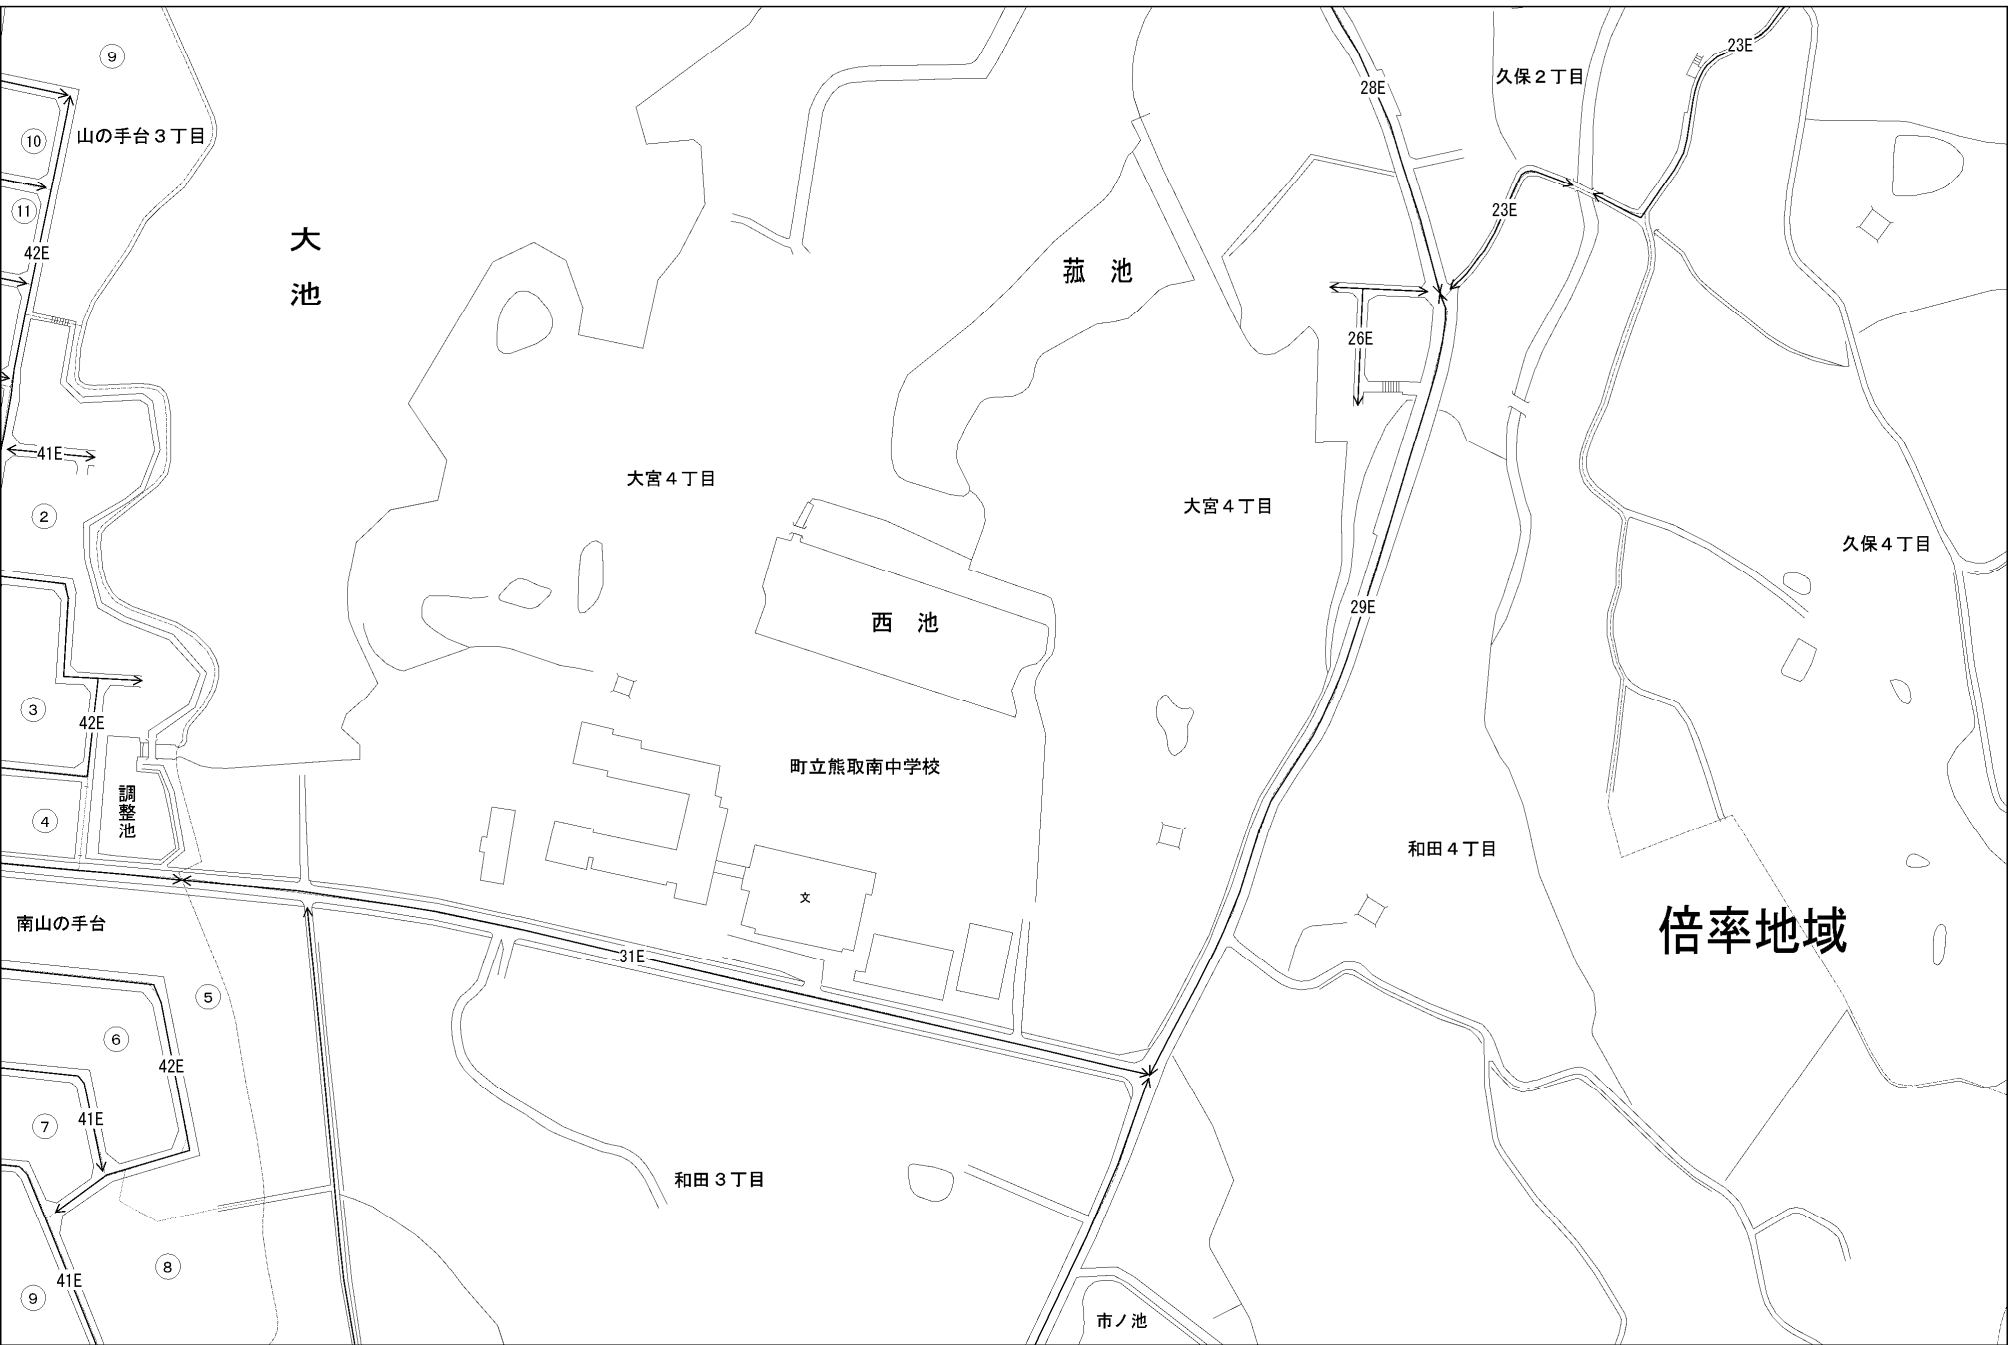 9
久保2丁目
23E
28E
10
山の手台3丁目
11
42E
23E
大池
菰 池
26E
41E
2
大宮4丁目
大宮4丁目
久保4丁目
29E
西 池
3
42E
町立熊取南中学校
調整池
4
和田4丁目
文
倍率地域
南山の手台
31E
5
6
42E
7
41E
和田3丁目
8
41E
9
市ノ池